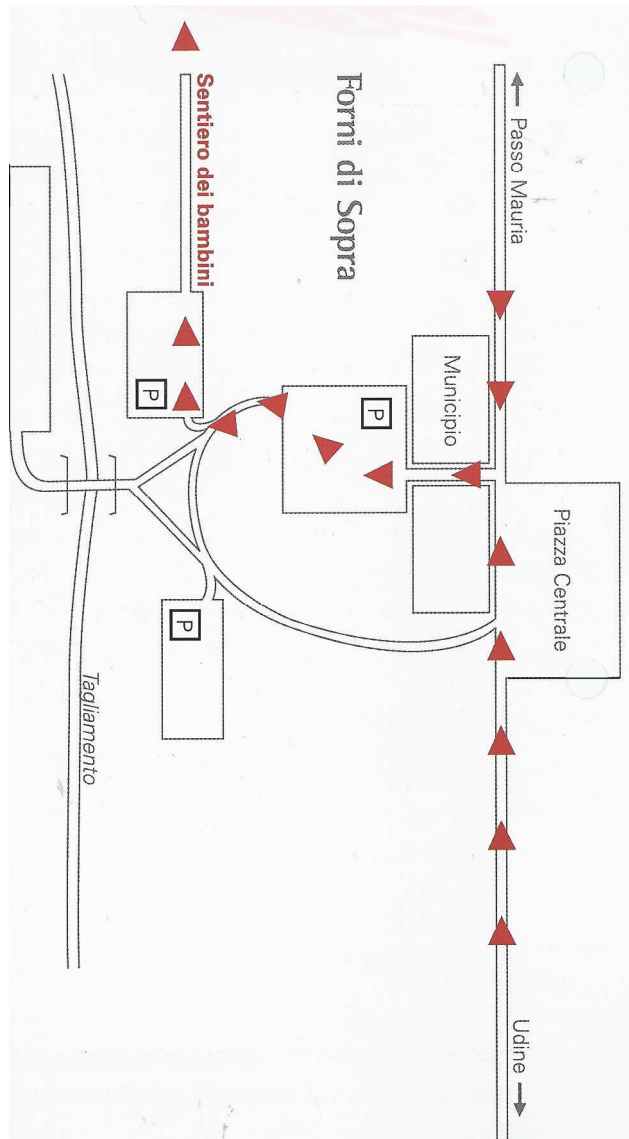 Passo Mauria
Forni di Sopra
Sentiero dei bambini
Municipio
Piazza Centrale
P
P
P
Tagliamento
Udine